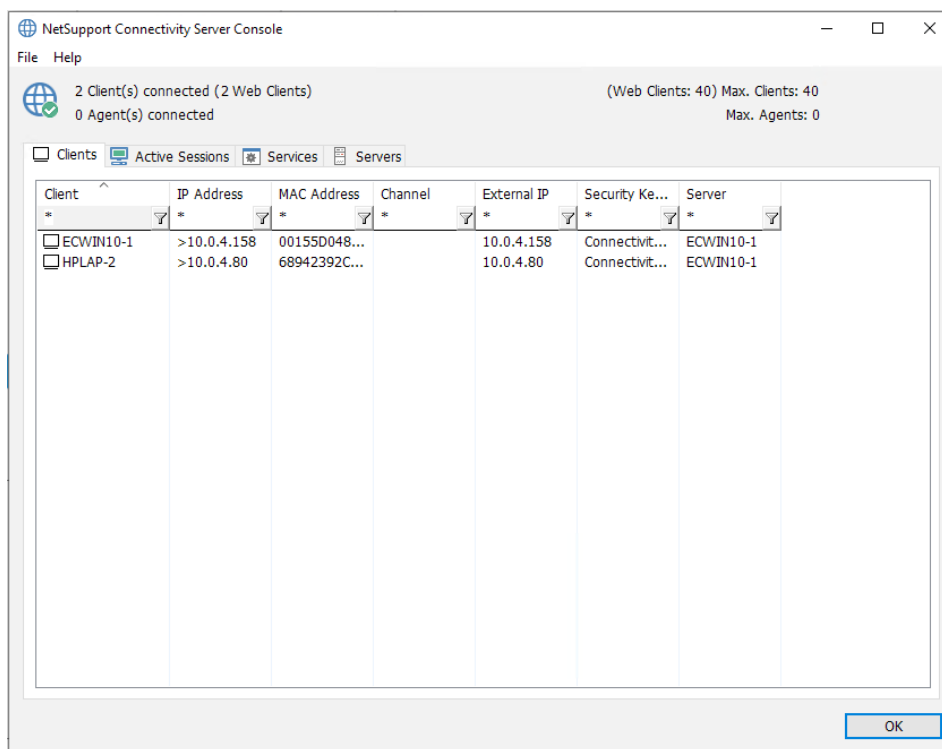 NetSupport Connectivity Server Console
File Help
2 Client(s) connected (2 Web Clients) (Web Clients: 40) Max. Clients: 40
0 Agent(s) connected Max. Agents: 0
Clients Active Sessions Services Servers
Client IP Address MAC Address Channel External IP Security Ke... Server
* * * * * * *
ECWIN10-1 >10.0.4.158 00155D048... 10.0.4.158 Connectivit... ECWIN10-1
HPLAP-2 >10.0.4.80 68942392C... 10.0.4.80 Connectivit... ECWIN10-1
OK